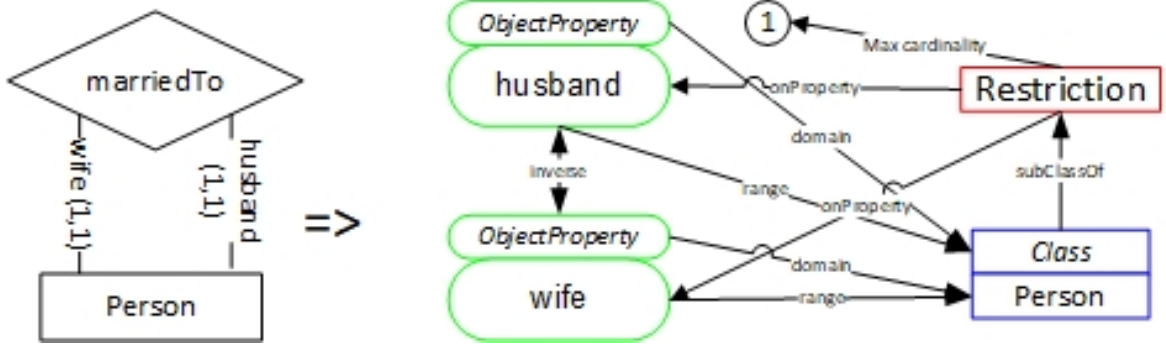 marriedTo
wife (1,1)
husband
(1,1)
Person
=>
ObjectProperty
husband
inverse
ObjectProperty
wife
1
Max cardinality
Restriction
onProperty
domain
range
onProperty
subClassOf
domain
range
Class
Person